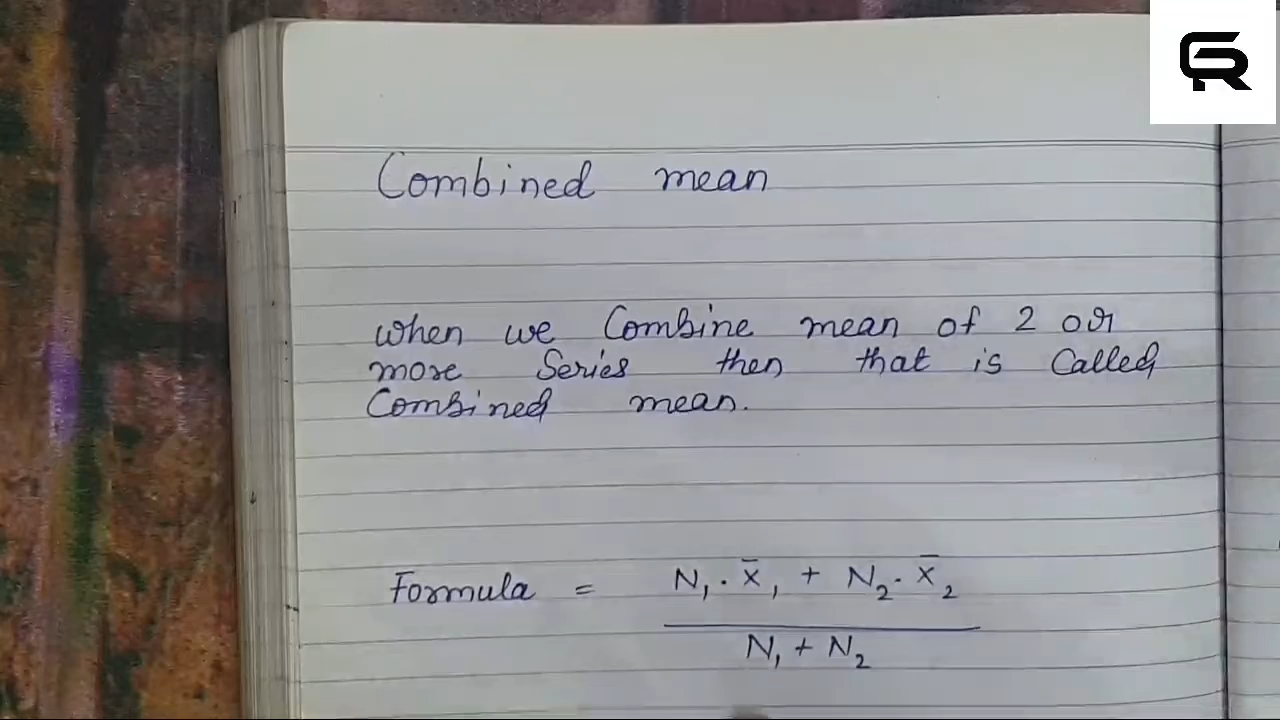 Combined mean
when we Combine mean of 2 or
more Series then that is Called
Combined mean.
Formula = N₁ . x̄₁ + N₂ . x̄₂
N₁ + N₂